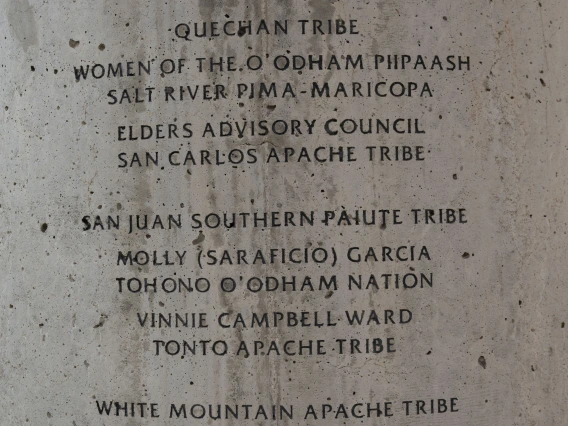 QUECHAN TRIBE
WOMEN OF THE O'ODHAM PIIPAASH
SALT RIVER PIMA-MARICOPA
ELDERS ADVISORY COUNCIL
SAN CARLOS APACHE TRIBE
SAN JUAN SOUTHERN PAIUTE TRIBE
MOLLY (SARAFICIO) GARCIA
TOHONO O'ODHAM NATION
VINNIE CAMPBELL WARD
TONTO APACHE TRIBE
WHITE MOUNTAIN APACHE TRIBE